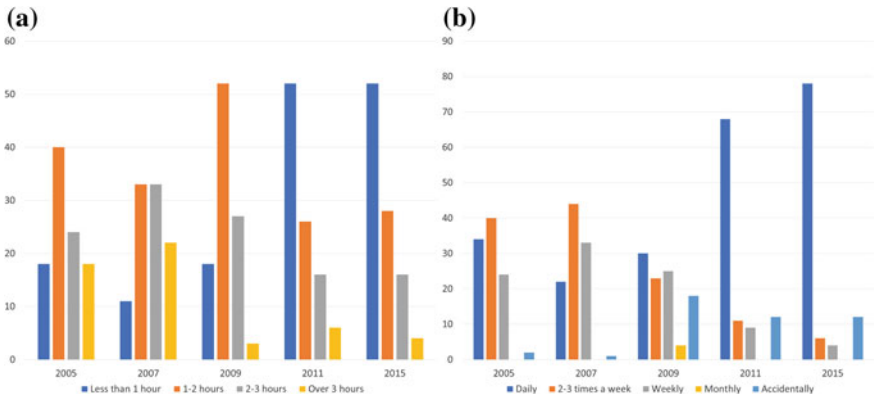 (a)
60
50
40
30
20
10
0
2005 2007 2009 2011 2015
Less than 1 hour 1-2 hours 2-3 hours Over 3 hours
(b)
90
80
70
60
50
40
30
20
10
0
2005 2007 2009 2011 2015
Daily 2-3 times a week Weekly Monthly Accidentally